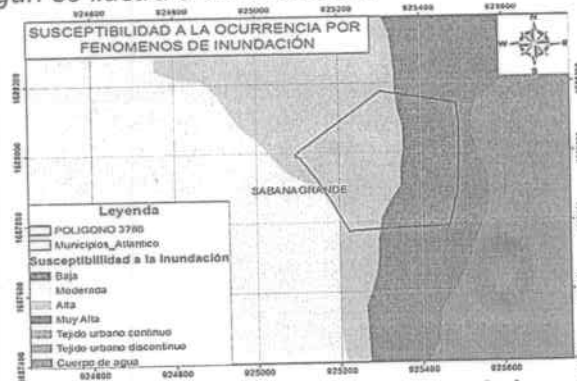 SUSCEPTIBILIDAD A LA OCURRENCIA POR
FENOMENOS DE INUNDACIÓN
924600 924800 925000 925200 925400 925600
N
W E
S
SABANAGRANDE
Leyenda
POLIGONO 3786
Municipios_Atlantico
Susceptibilidad a la Inundación
Baja
Moderada
Alta
Muy Alta
Tejido urbano continuo
Tejido urbano discontinuo
Cuerpo de agua
924600 924800 925000 925200 925400 925600